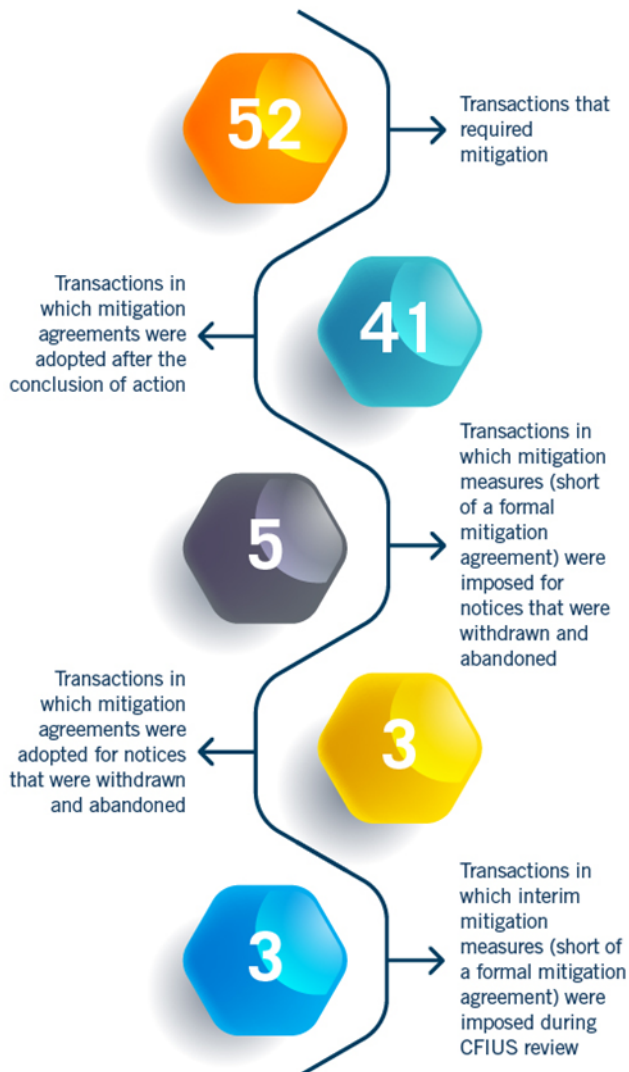 52
Transactions that
required
mitigation
41
Transactions in
which mitigation
agreements were
adopted after the
conclusion of action
5
Transactions in
which mitigation
measures (short
of a formal
mitigation
agreement) were
imposed for
notices that were
withdrawn and
abandoned
3
Transactions in
which mitigation
agreements were
adopted for notices
that were withdrawn
and abandoned
3
Transactions in
which interim
mitigation
measures (short of
a formal mitigation
agreement) were
imposed during
CFIUS review